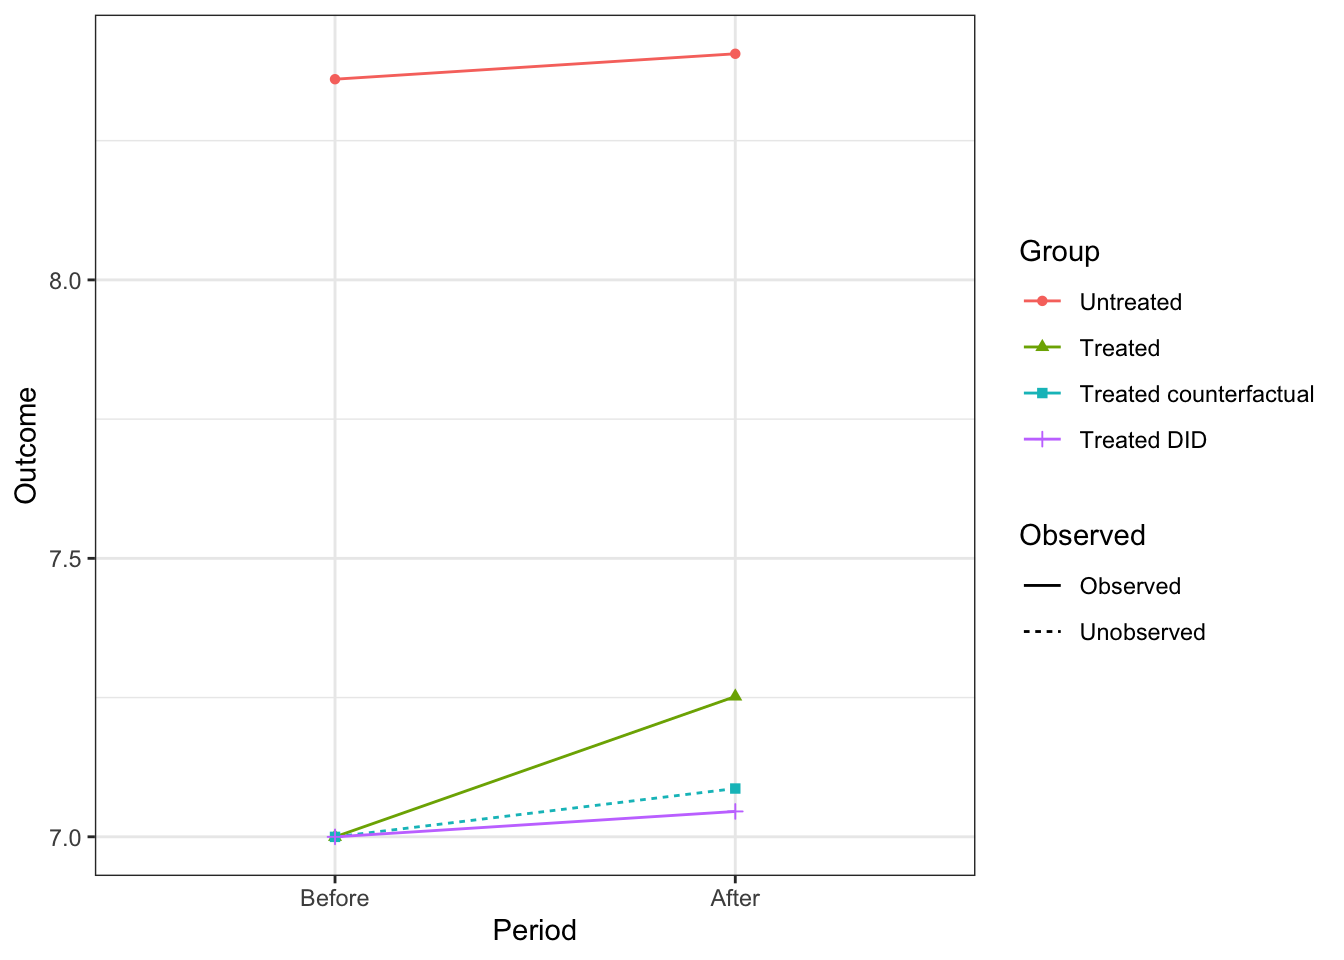 Outcome
8.0
7.5
7.0
Before
After
Period
Group
Untreated
Treated
Treated counterfactual
Treated DID
Observed
Observed
Unobserved